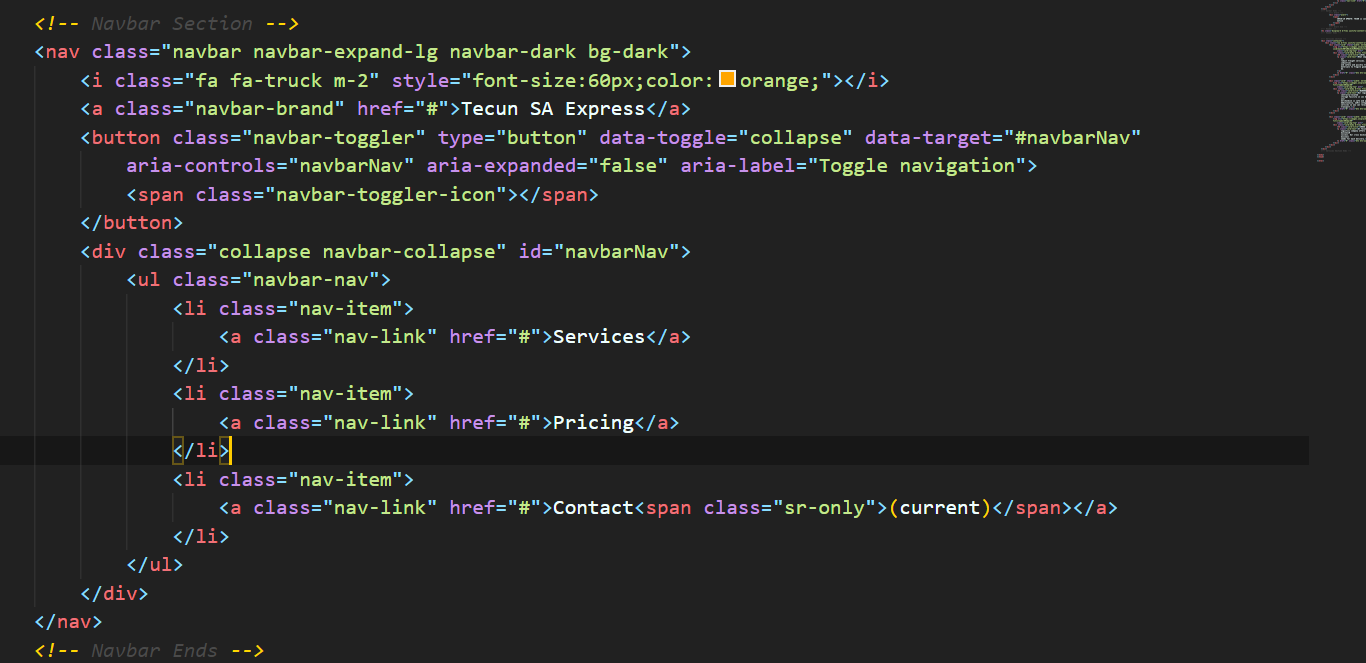 <!-- Navbar Section -->
<nav class="navbar navbar-expand-lg navbar-dark bg-dark">
<i class="fa fa-truck m-2" style="font-size:60px;color:orange;"></i>
<a class="navbar-brand" href="#">Tecun SA Express</a>
<button class="navbar-toggler" type="button" data-toggle="collapse" data-target="#navbarNav"
aria-controls="navbarNav" aria-expanded="false" aria-label="Toggle navigation">
<span class="navbar-toggler-icon"></span>
</button>
<div class="collapse navbar-collapse" id="navbarNav">
<ul class="navbar-nav">
<li class="nav-item">
<a class="nav-link" href="#">Services</a>
</li>
<li class="nav-item">
<a class="nav-link" href="#">Pricing</a>
</li>
<li class="nav-item">
<a class="nav-link" href="#">Contact<span class="sr-only">(current)</span></a>
</li>
</ul>
</div>
</nav>
<!-- Navbar Ends -->